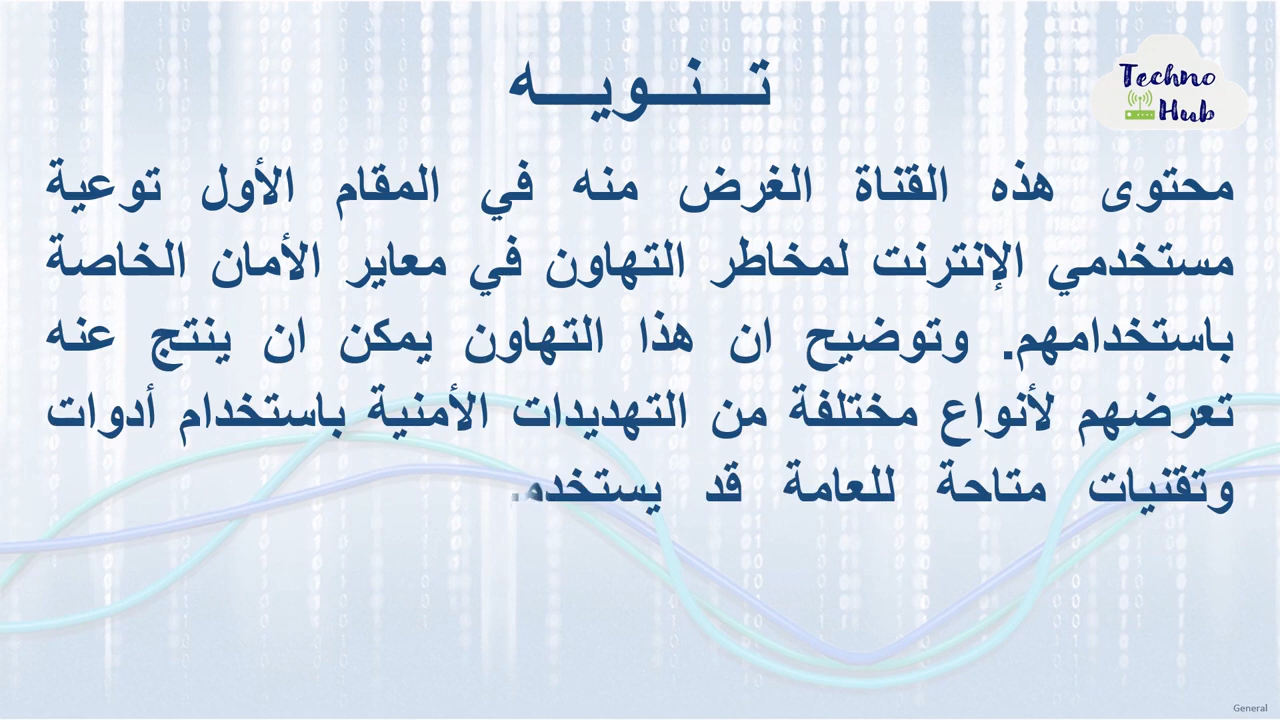 تـــنـــويـــه
Techno
Hub
محتوى هذه القناة الغرض منه في المقام الأول توعية
مستخدمي الإنترنت لمخاطر التهاون في معاير الأمان الخاصة
باستخدامهم. وتوضيح ان هذا التهاون يمكن ان ينتج عنه
تعرضهم لأنواع مختلفة من التهديدات الأمنية باستخدام أدوات
وتقنيات متاحة للعامة قد
General